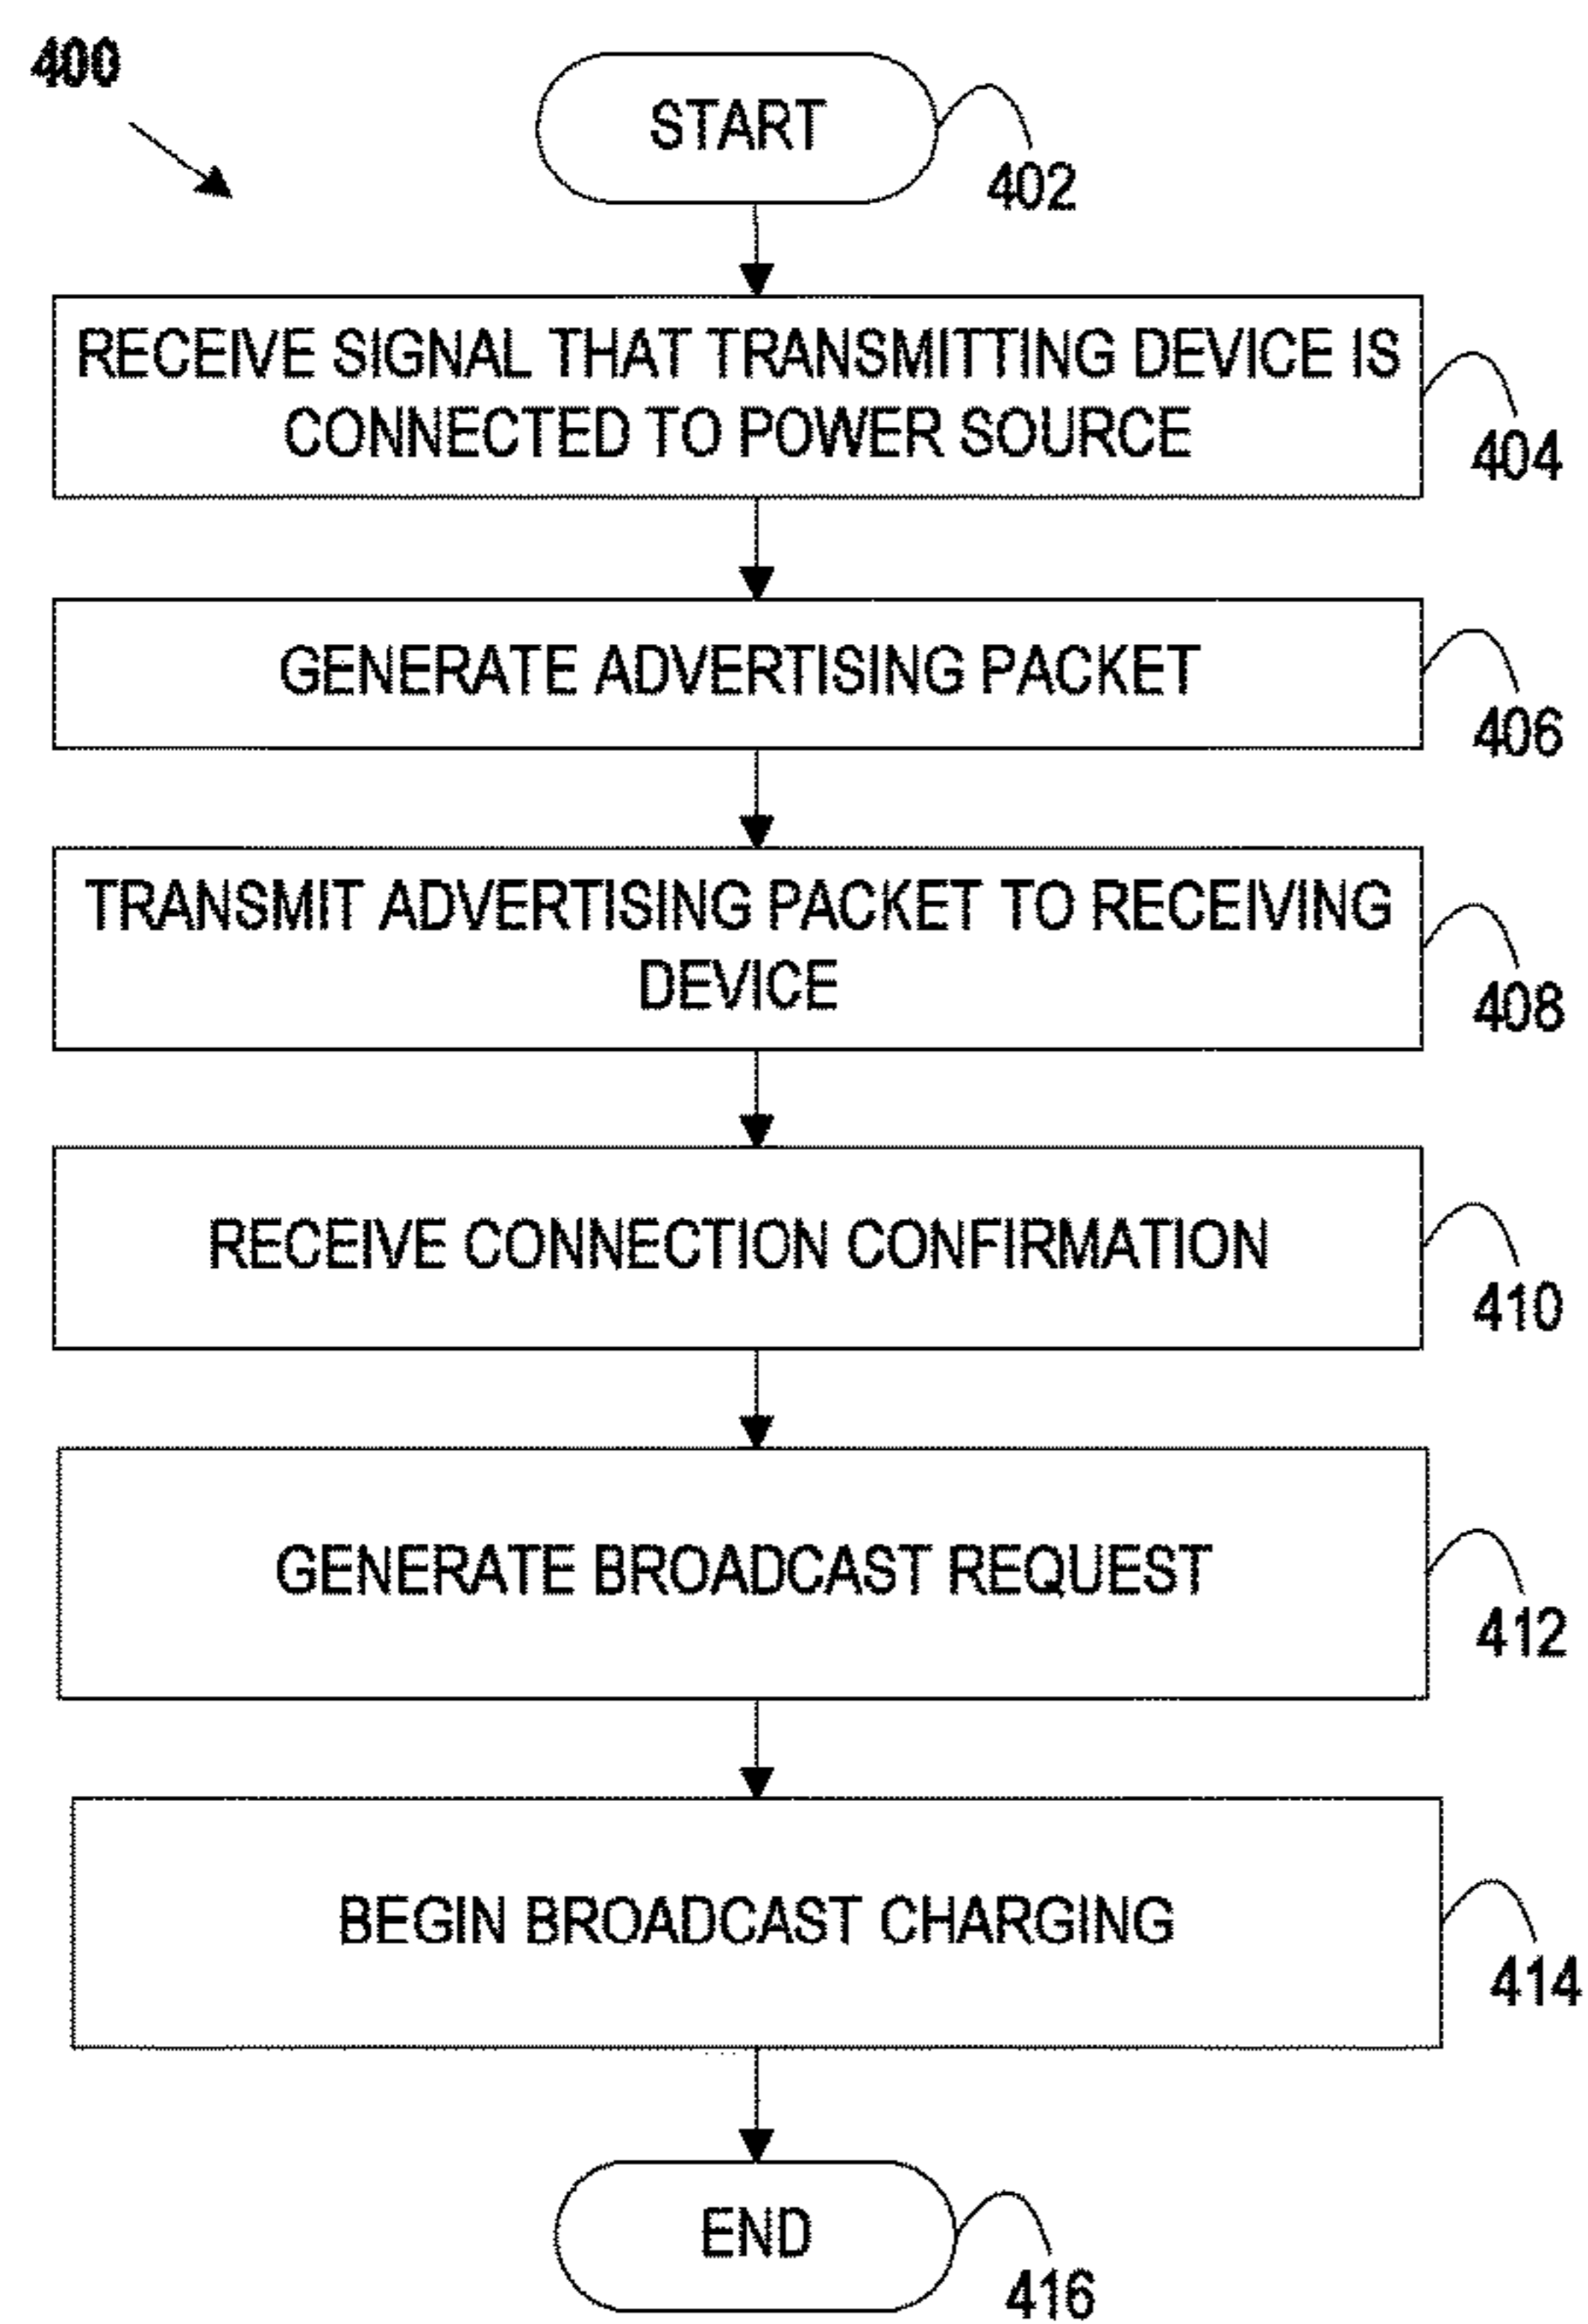 400
START
402
RECEIVE SIGNAL THAT TRANSMITTING DEVICE IS
CONNECTED TO POWER SOURCE
404
GENERATE ADVERTISING PACKET
406
TRANSMIT ADVERTISING PACKET TO RECEIVING
DEVICE
408
RECEIVE CONNECTION CONFIRMATION
410
GENERATE BROADCAST REQUEST
412
BEGIN BROADCAST CHARGING
414
END
416